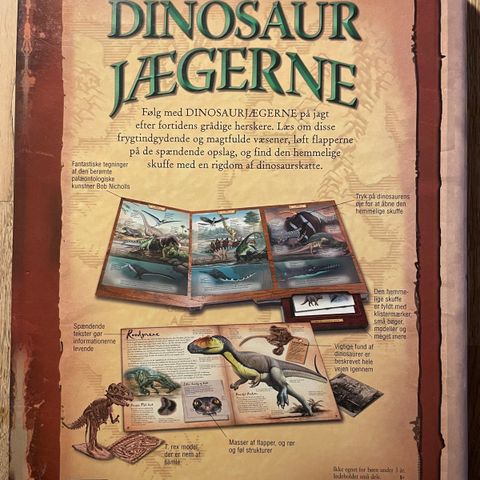 DINOSAUR
JÆGERNE
Følg med DINOSAURJÆGERNE på jagt
efter fortidens grådige herskere. Læs om disse
frygtindgydende og magtfulde væsener, løft flapperne
på de spændende opslag, og find den hemmelige
skuffe med en rigdom af dinosaurskatte.
Fantastiske tegninger
af den berømte
palæontologiske
kunstner Bob Nicholls
Tryk på dinosaurens
øje for at åbne den
hemmelige skuffe
Den hemme-
lige skuffe
er fyldt med
klistermærker,
små bøger,
modeller og
meget mere
Spændende
tekster gør
informationerne
levende
Vigtige fund af
dinosaurer er
beskrevet hele
vejen igennem
T. rex model,
der er nem at
samle
Masser af flapper, og rør
og føl strukturer
Ikke egnet for børn under 3 år.
Indeholder små dele.